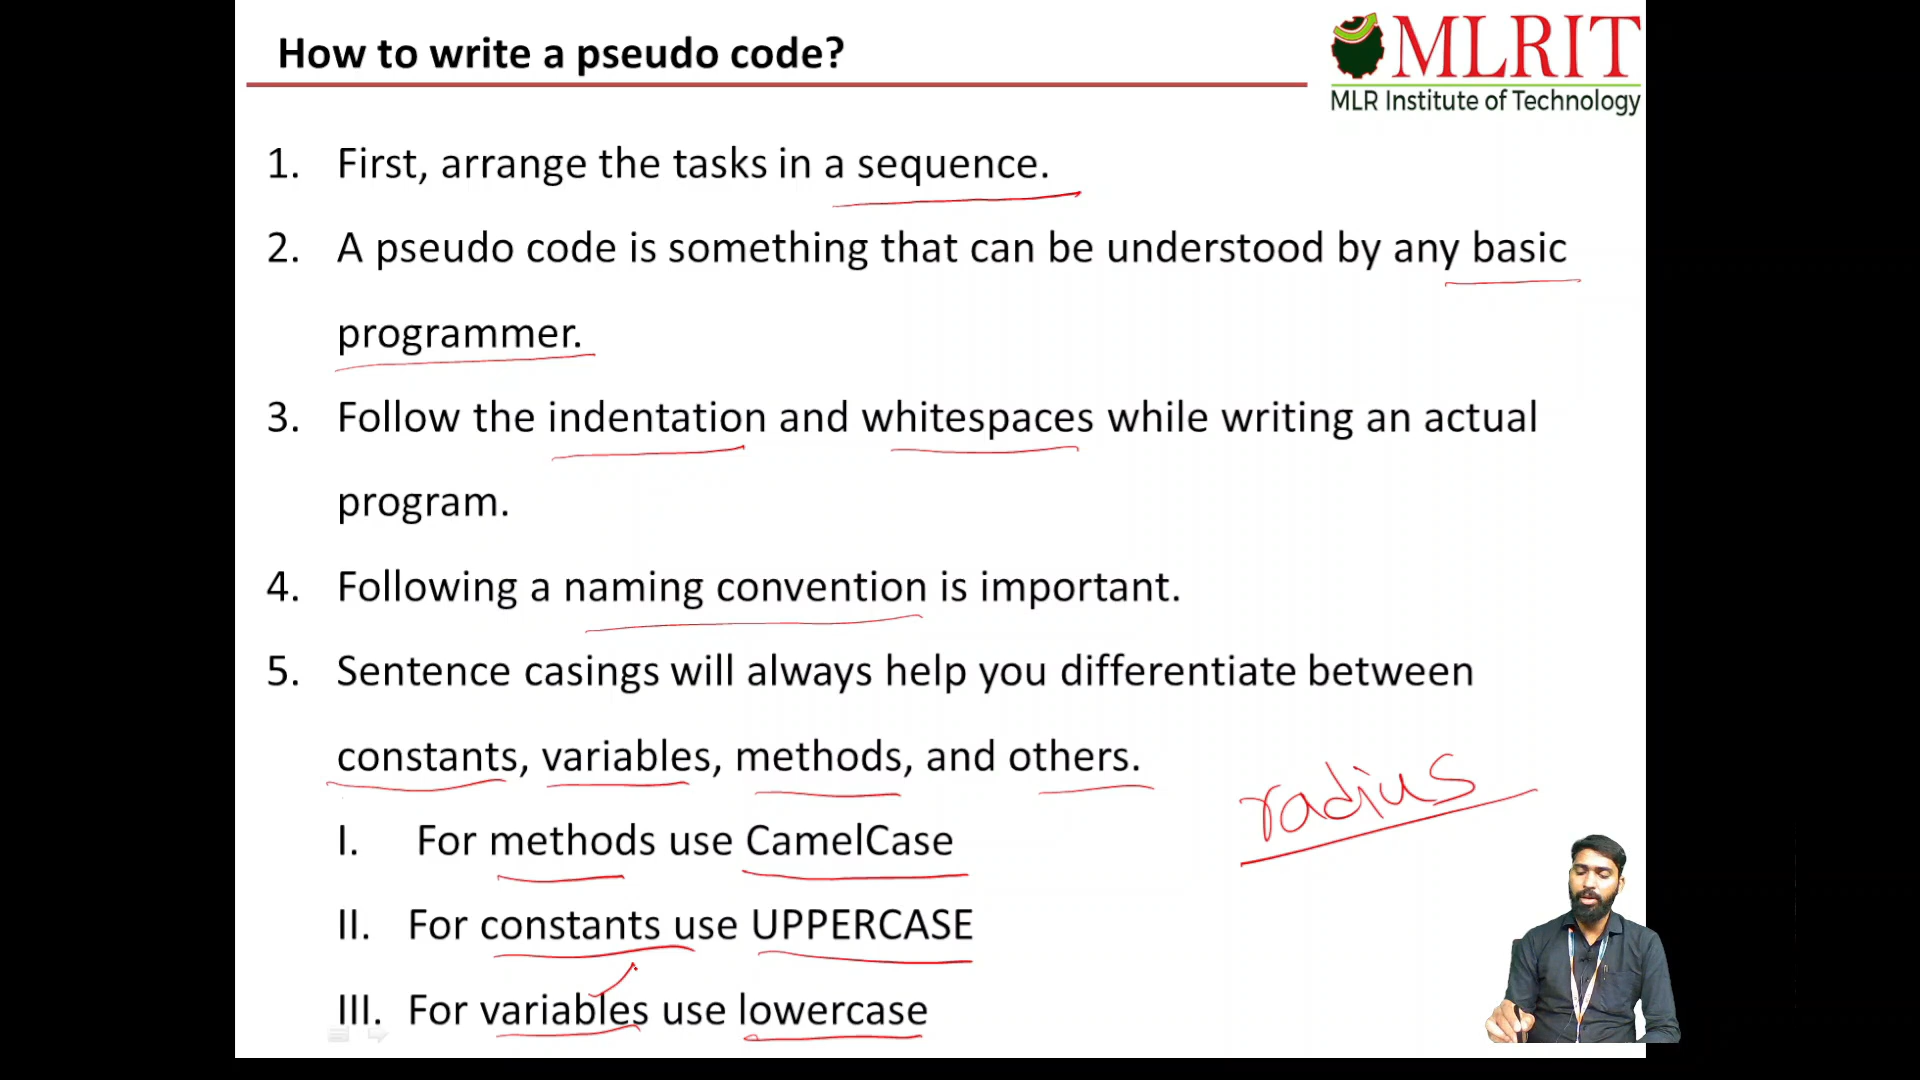 How to write a pseudo code?
MLRIT
MLR Institute of Technology
1. First, arrange the tasks in a sequence.
2. A pseudo code is something that can be understood by any basic
programmer.
3. Follow the indentation and whitespaces while writing an actual
program.
4. Following a naming convention is important.
5. Sentence casings will always help you differentiate between
constants, variables, methods, and others.
radius
I. For methods use CamelCase
II. For constants use UPPERCASE
III. For variables use lowercase